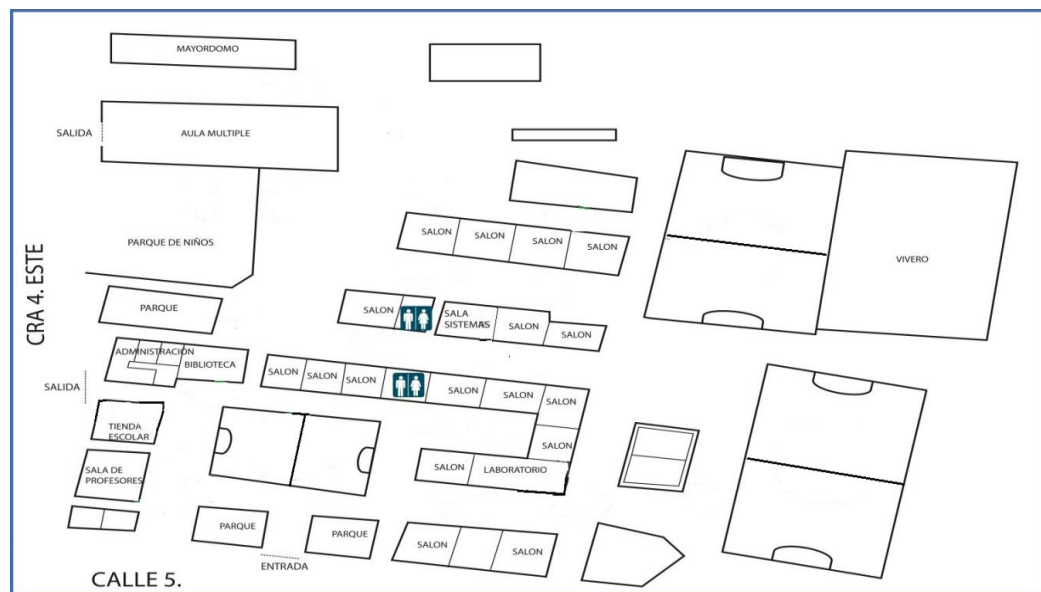 MAYORDOMO
SALIDA
AULA MULTIPLE
PARQUE DE NIÑOS
CRA 4. ESTE
VIVERO
SALON
SALON
SALON
SALON
PARQUE
SALON
SALA
SISTEMAS
SALON
SALON
ADMINISTRACIÓN
BIBLIOTECA
SALIDA
SALON
SALON
SALON
SALON
SALON
SALON
SALON
TIENDA
ESCOLAR
SALA DE
PROFESORES
SALON
LABORATORIO
PARQUE
PARQUE
SALON
SALON
ENTRADA
CALLE 5.